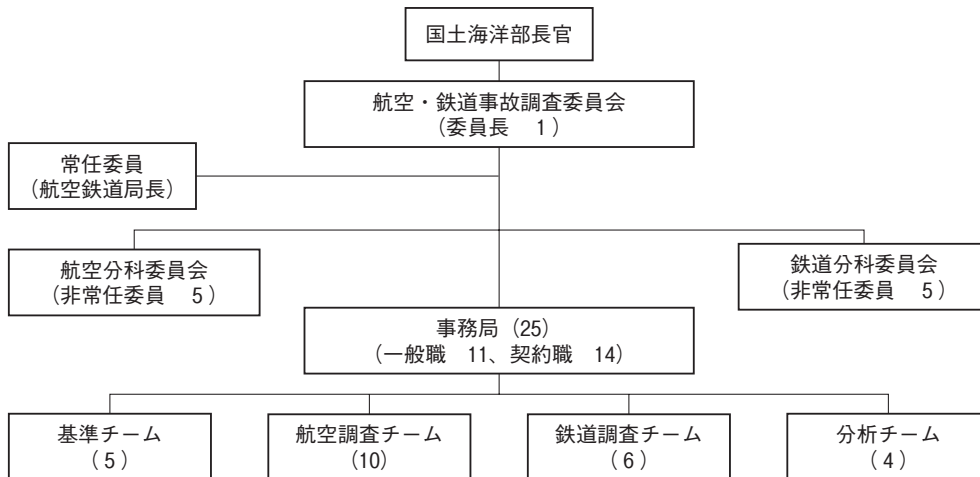 国土海洋部長官
航空・鉄道事故調査委員会
(委員長 1)
常任委員
(航空鉄道局長)
航空分科委員会
(非常任委員 5)
鉄道分科委員会
(非常任委員 5)
事務局(25)
(一般職 11、契約職 14)
基準チーム
(5)
航空調査チーム
(10)
鉄道調査チーム
(6)
分析チーム
(4)